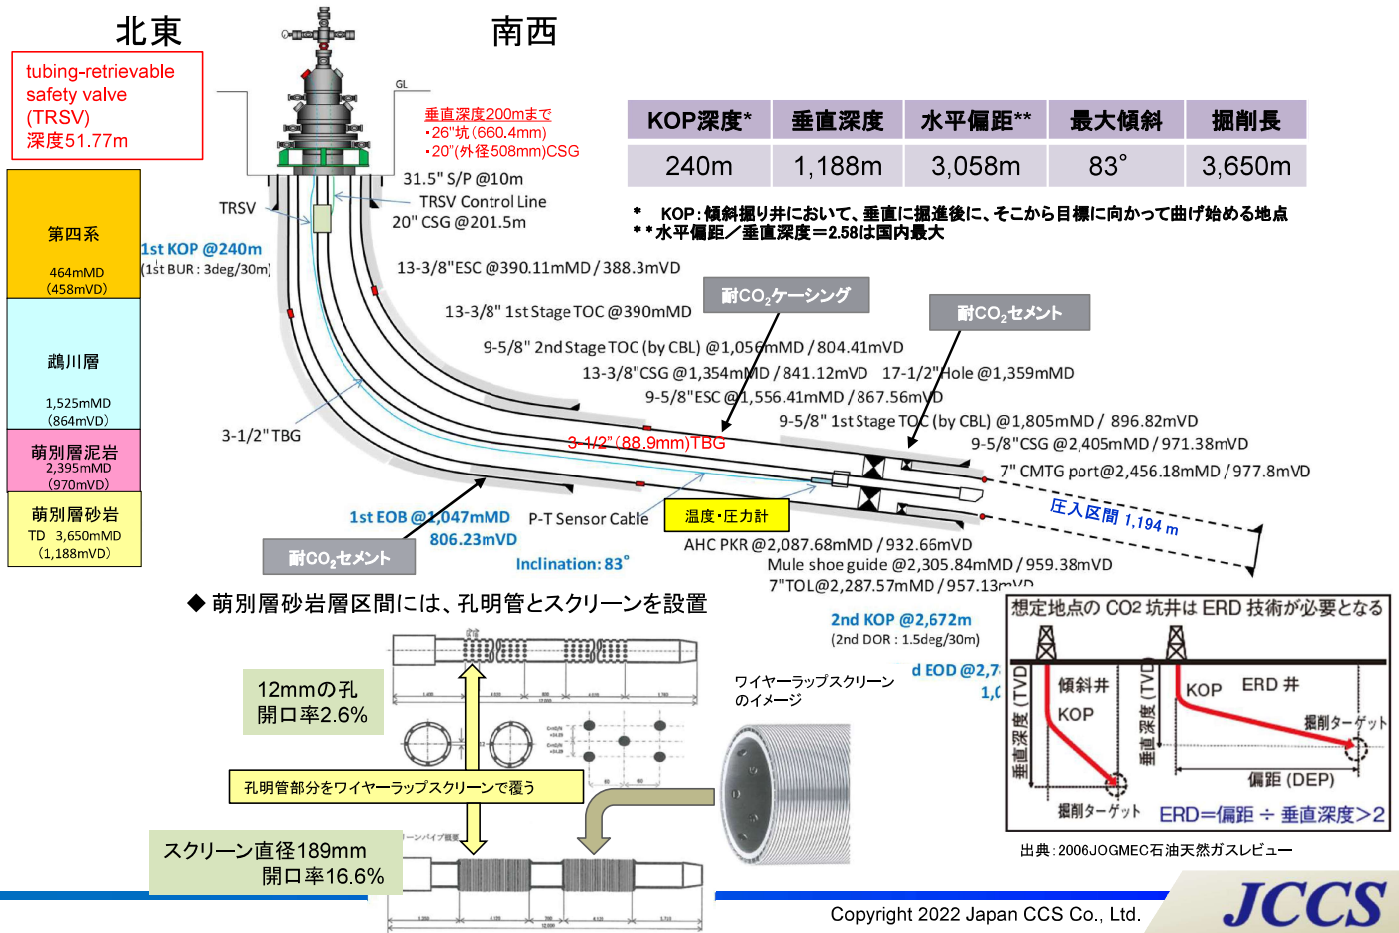 北東
南西
tubing-retrievable
safety valve
(TRSV)
深度51.77m
GL
垂直深度200mまで
・26"坑(660.4mm)
・20"(外径508mm)CSG
KOP深度* 垂直深度 水平偏距** 最大傾斜 掘削長
240m 1,188m 3,058m 83° 3,650m
* KOP:傾斜掘り井において、垂直に掘進後に、そこから目標に向かって曲げ始める地点
**水平偏距／垂直深度＝2.58は国内最大
31.5" S/P @10m
TRSV Control Line
20" CSG @201.5m
TRSV
第四系
464mMD
(458mVD)
1st KOP @240m
(1st BUR : 3deg/30m)
13-3/8"ESC @390.11mMD / 388.3mVD
耐CO₂ケーシング
耐CO₂セメント
13-3/8" 1st Stage TOC @390mMD
9-5/8" 2nd Stage TOC (by CBL) @1,056mMD / 804.41mVD
13-3/8"CSG @1,354mMD / 841.12mVD
17-1/2"Hole @1,359mMD
9-5/8"ESC @1,556.41mMD /867.56mVD
9-5/8" 1st Stage TOC (by CBL) @1,805mMD / 896.82mVD
9-5/8"CSG @2,405mMD / 971.38mVD
7" CMTG port@2,456.18mMD /977.8mVD
鵡川層
1,525mMD
(864mVD)
3-1/2" TBG
3-1/2"(88.9mm)TBG
萌別層泥岩
2,395mMD
(970mVD)
萌別層砂岩
TD 3,650mMD
(1,188mVD)
圧入区間 1,194 m
1st EOB @1,047mMD
806.23mVD
P-T Sensor Cable
温度・圧力計
耐CO₂セメント
Inclination: 83°
AHC PKR @2,087.68mMD / 932.66mVD
Mule shoe guide @2,305.84mMD / 959.38mVD
7"TOL@2,287.57mMD / 957.13mVD
◆ 萌別層砂岩層区間には、孔明管とスクリーンを設置
2nd KOP @2,672m
(2nd DOR : 1.5deg/30m)
d EOD @2,7
想定地点の CO2 坑井は ERD 技術が必要となる
垂直深度 (TVD)
傾斜井
KOP
掘削ターゲット
垂直深度 (TVD)
KOP
ERD 井
掘削ターゲット
偏距 (DEP)
ERD＝偏距 ÷ 垂直深度＞2
出典:2006JOGMEC石油天然ガスレビュー
12mmの孔
開口率2.6%
ワイヤーラップスクリーン
のイメージ
孔明管部分をワイヤーラップスクリーンで覆う
リーンパイプ概要
スクリーン直径189mm
開口率16.6%
Copyright 2022 Japan CCS Co., Ltd.
JCCS